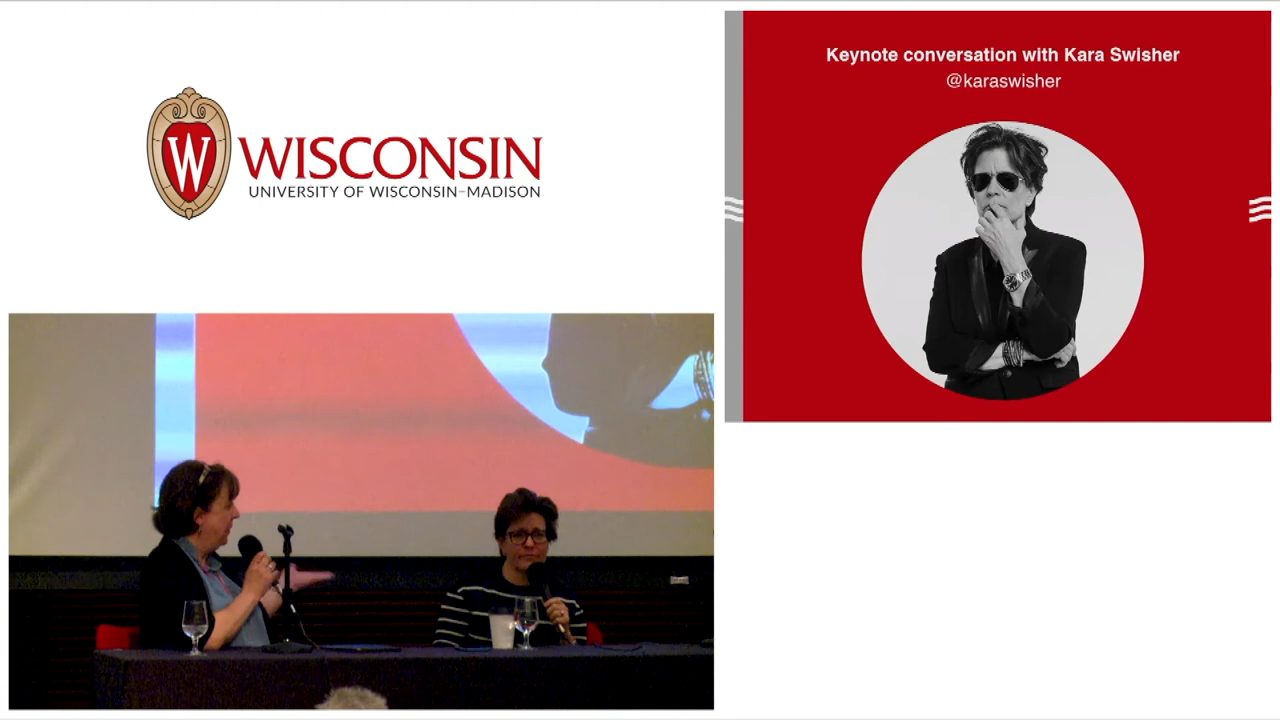 W
WISCONSIN
UNIVERSITY OF WISCONSIN–MADISON
Keynote conversation with Kara Swisher
@karaswisher